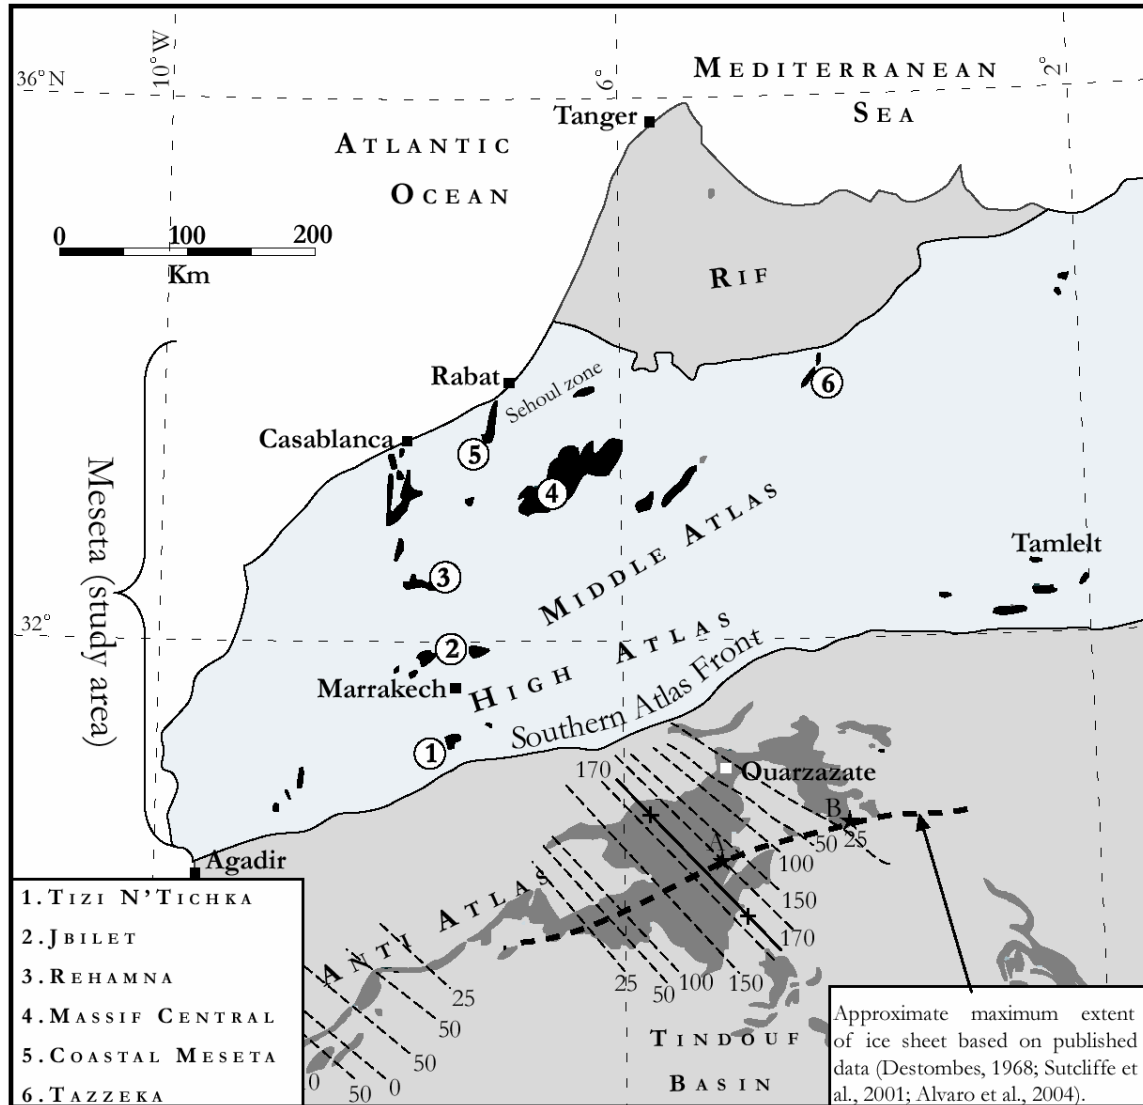 36°N
10°W
6°
2°
MEDITERRANEAN
SEA
Tanger
ATLANTIC
OCEAN
0 100 200
Km
RIF
Rabat
Sehoul zone
6
Casablanca
5
4
Meseta (study area)
MIDDLE ATLAS
Tamlelt
3
32°
HIGH ATLAS
2
Marrakech
Southern Atlas Front
1
170
Ouarzazate
B
50 25
A
100
Agadir
150
ANTI ATLAS
170
25 50 100 150
25
50
50
0 50 0
TINDOUF
BASIN
1. TIZI N'TICHKA
2. JBILET
3. REHAMNA
4. MASSIF CENTRAL
5. COASTAL MESETA
6. TAZZEKA
Approximate maximum extent
of ice sheet based on published
data (Destombes, 1968; Sutcliffe et
al., 2001; Alvaro et al., 2004).